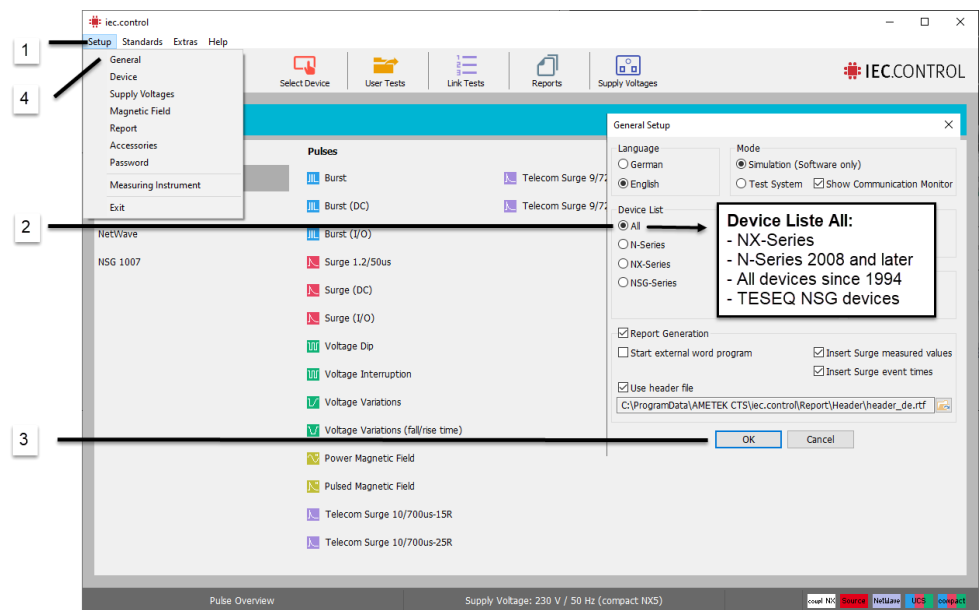 iec.control
1
Setup Standards Extras Help
4
General
Device
Supply Voltages
Magnetic Field
Report
Accessories
Password
Measuring Instrument
Exit
Select Device
User Tests
Link Tests
Reports
Supply Voltages
IEC.CONTROL
2
NetWave
NSG 1007
3
Pulses
Burst
Burst (DC)
Burst (I/O)
Surge 1.2/50us
Surge (DC)
Surge (I/O)
Voltage Dip
Voltage Interruption
Voltage Variations
Voltage Variations (fall/rise time)
Power Magnetic Field
Pulsed Magnetic Field
Telecom Surge 10/700us-15R
Telecom Surge 10/700us-25R
Telecom Surge 9/72
Telecom Surge 9/72
General Setup
Language
German
English
Mode
Simulation (Software only)
Test System Show Communication Monitor
Device List
All
N-Series
NX-Series
NSG-Series
Device Liste All:
- NX-Series
- N-Series 2008 and later
- All devices since 1994
- TESEQ NSG devices
Report Generation
Start external word program
Insert Surge measured values
Insert Surge event times
Use header file
C:\ProgramData\AMETEK CTS\iec.control\Report\Header\header_de.rtf
OK
Cancel
Pulse Overview
Supply Voltage: 230 V / 50 Hz (compact NX5)
coupl NX Source NetWave UCS compact